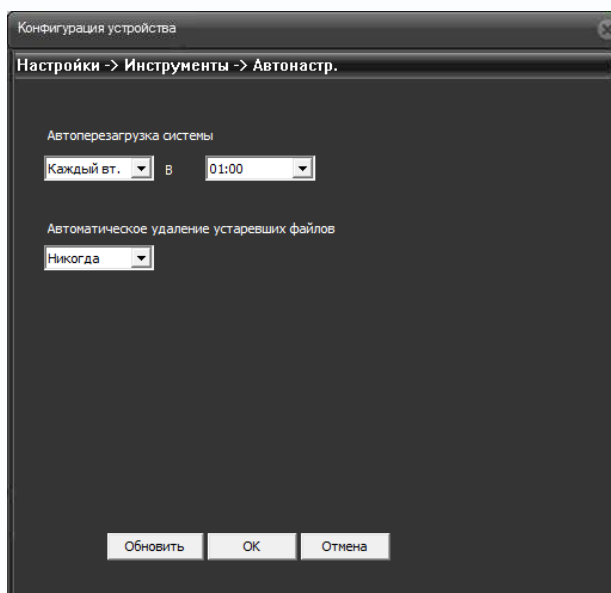 Конфигурация устройства
Настройки -> Инструменты -> Автонастр.
Автоперезагрузка системы
Каждый вт. В 01:00
Автоматическое удаление устаревших файлов
Никогда
Обновить OK Отмена